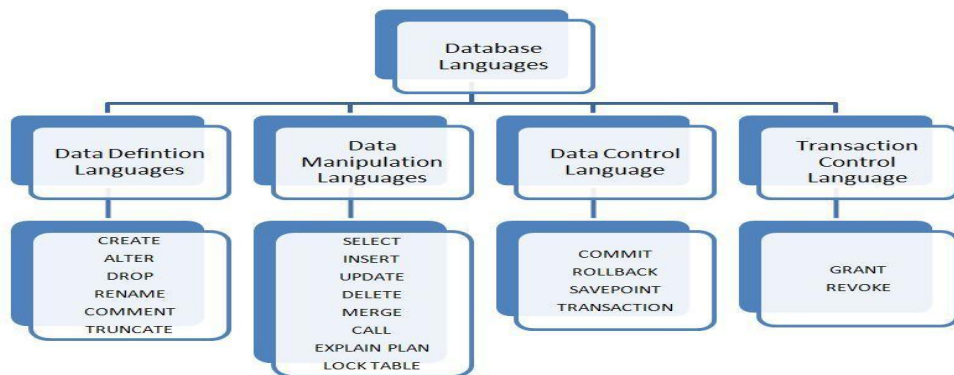 Database
Languages
Data Defintion
Languages
Data
Manipulation
Languages
Data Control
Language
Transaction
Control
Language
CREATE
ALTER
DROP
RENAME
COMMENT
TRUNCATE
SELECT
INSERT
UPDATE
DELETE
MERGE
CALL
EXPLAIN PLAN
LOCK TABLE
COMMIT
ROLLBACK
SAVEPOINT
TRANSACTION
GRANT
REVOKE